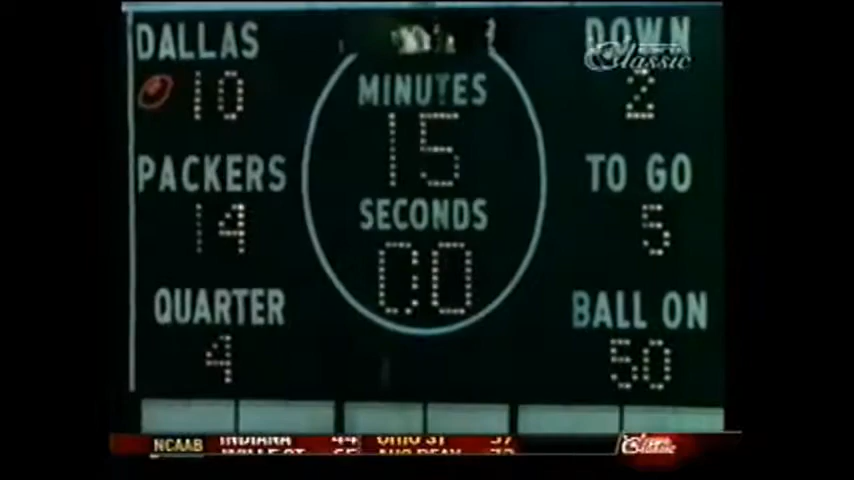 DALLAS
10
PACKERS
14
QUARTER
4
MINUTES
15
SECONDS
00
DOWN
Classic
2
TO GO
5
BALL ON
50
NCAAB
INDIANA 44 OHIO ST 37
Classic